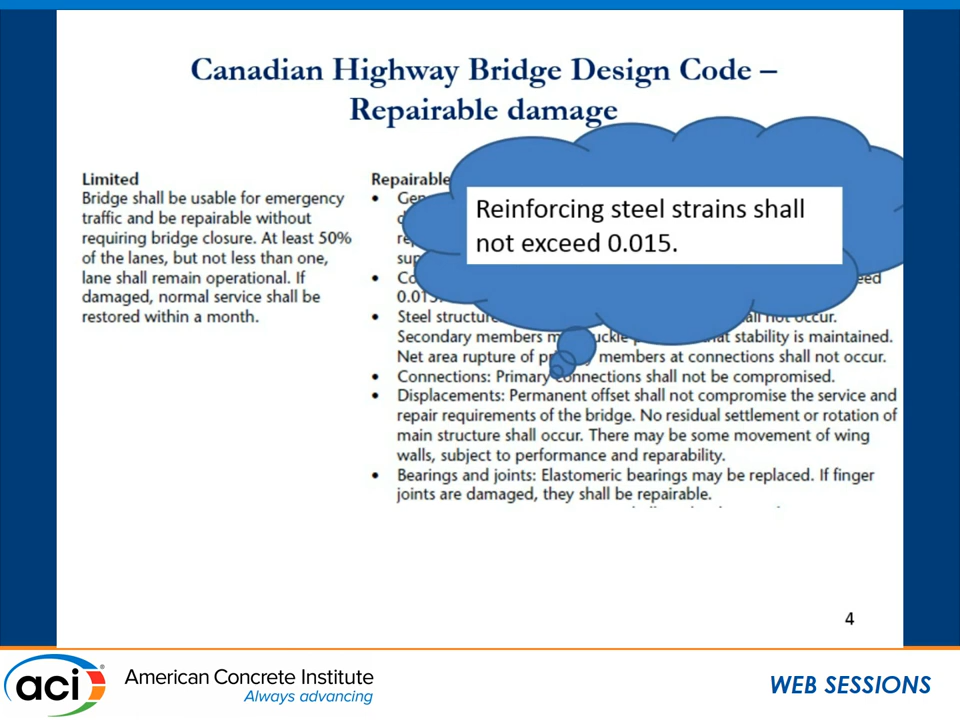 Canadian Highway Bridge Design Code –
Repairable damage
Limited
Bridge shall be usable for emergency
traffic and be repairable without
requiring bridge closure. At least 50%
of the lanes, but not less than one,
lane shall remain operational. If
damaged, normal service shall be
restored within a month.
Repairable
Reinforcing steel strains shall
not exceed 0.015.
• Steel structure
occur.
Secondary members
stability is maintained.
Net area rupture of
members at connections shall not occur.
• Connections: Primary connections shall not be compromised.
• Displacements: Permanent offset shall not compromise the service and
repair requirements of the bridge. No residual settlement or rotation of
main structure shall occur. There may be some movement of wing
walls, subject to performance and reparability.
• Bearings and joints: Elastomeric bearings may be replaced. If finger
joints are damaged, they shall be repairable.
4
aci
American Concrete Institute
Always advancing
WEB SESSIONS